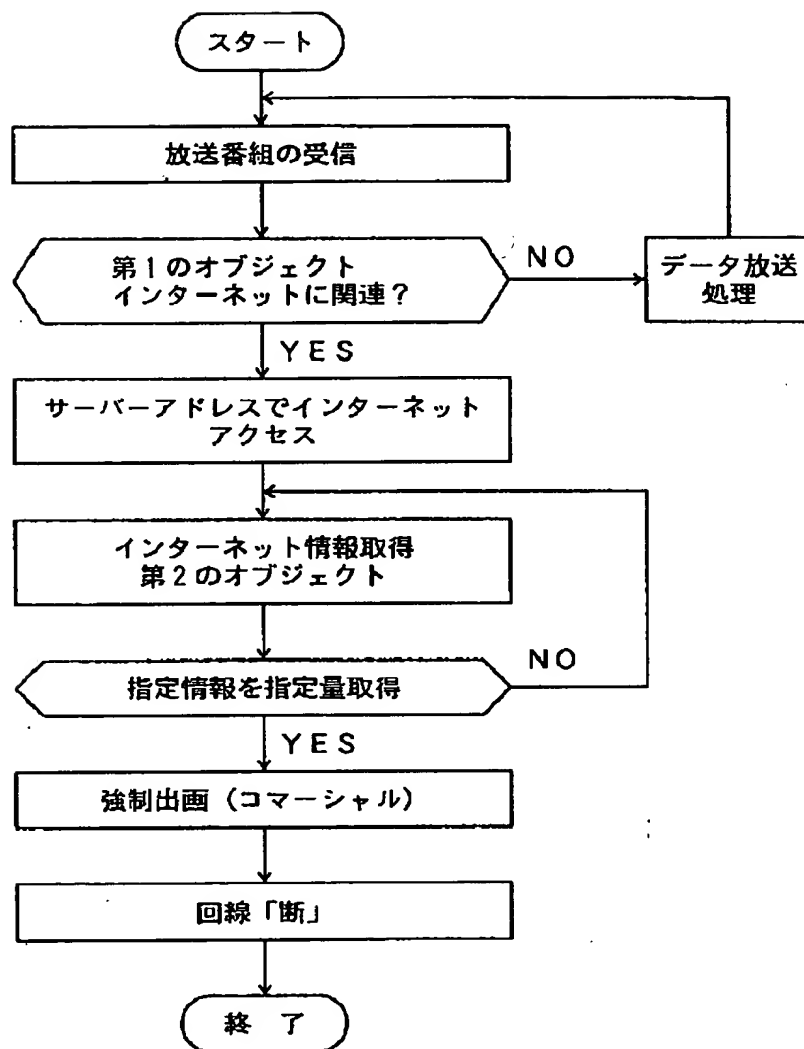 スタート
放送番組の受信
第1のオブジェクト
インターネットに関連?
NO
データ放送
処理
YES
サーバーアドレスでインターネット
アクセス
インターネット情報取得
第2のオブジェクト
指定情報を指定量取得
NO
YES
強制出画(コマーシャル)
回線「断」
終 了